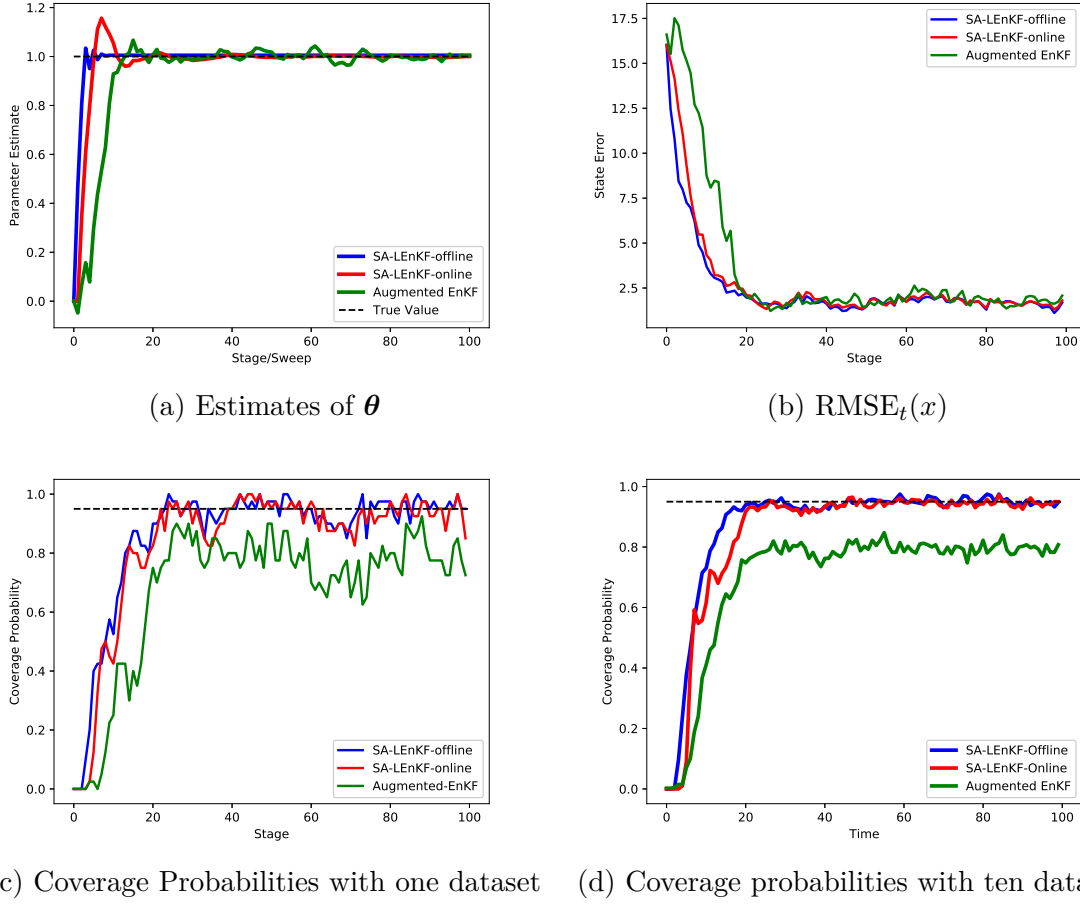 1.2
1.0
0.8
0.6
0.4
0.2
0.0
Parameter Estimate
SA-LEnKF-offline
SA-LEnKF-online
Augmented EnKF
True Value
0 20 40 60 80 100
Stage/Sweep
(a) Estimates of θ
17.5
15.0
12.5
10.0
7.5
5.0
2.5
State Error
SA-LEnKF-offline
SA-LEnKF-online
Augmented EnKF
0 20 40 60 80 100
Stage
(b) RMSE_t(x)
1.0
0.8
0.6
0.4
0.2
0.0
Coverage Probability
SA-LEnKF-offline
SA-LEnKF-online
Augmented-EnKF
0 20 40 60 80 100
Stage
c) Coverage Probabilities with one dataset
1.0
0.8
0.6
0.4
0.2
0.0
Coverage Probability
SA-LEnKF-Offline
SA-LEnKF-Online
Augmented EnKF
0 20 40 60 80 100
Time
(d) Coverage probabilities with ten data